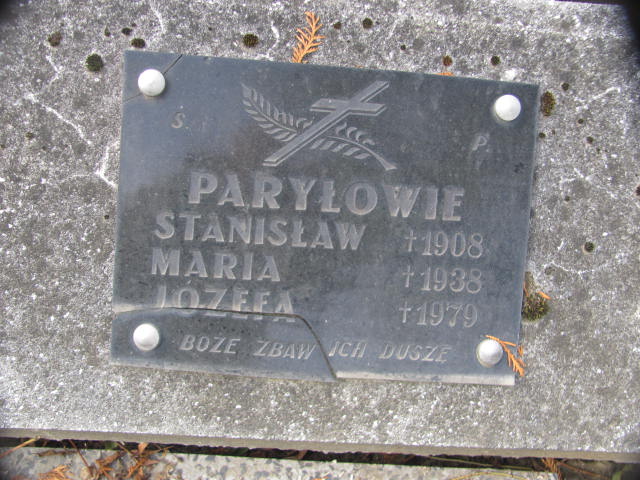 S P
PARYŁOWIE
STANISŁAW †1908
MARIA †1938
JÓZEFA †1979
BOŻE ZBAW ICH DUSZE